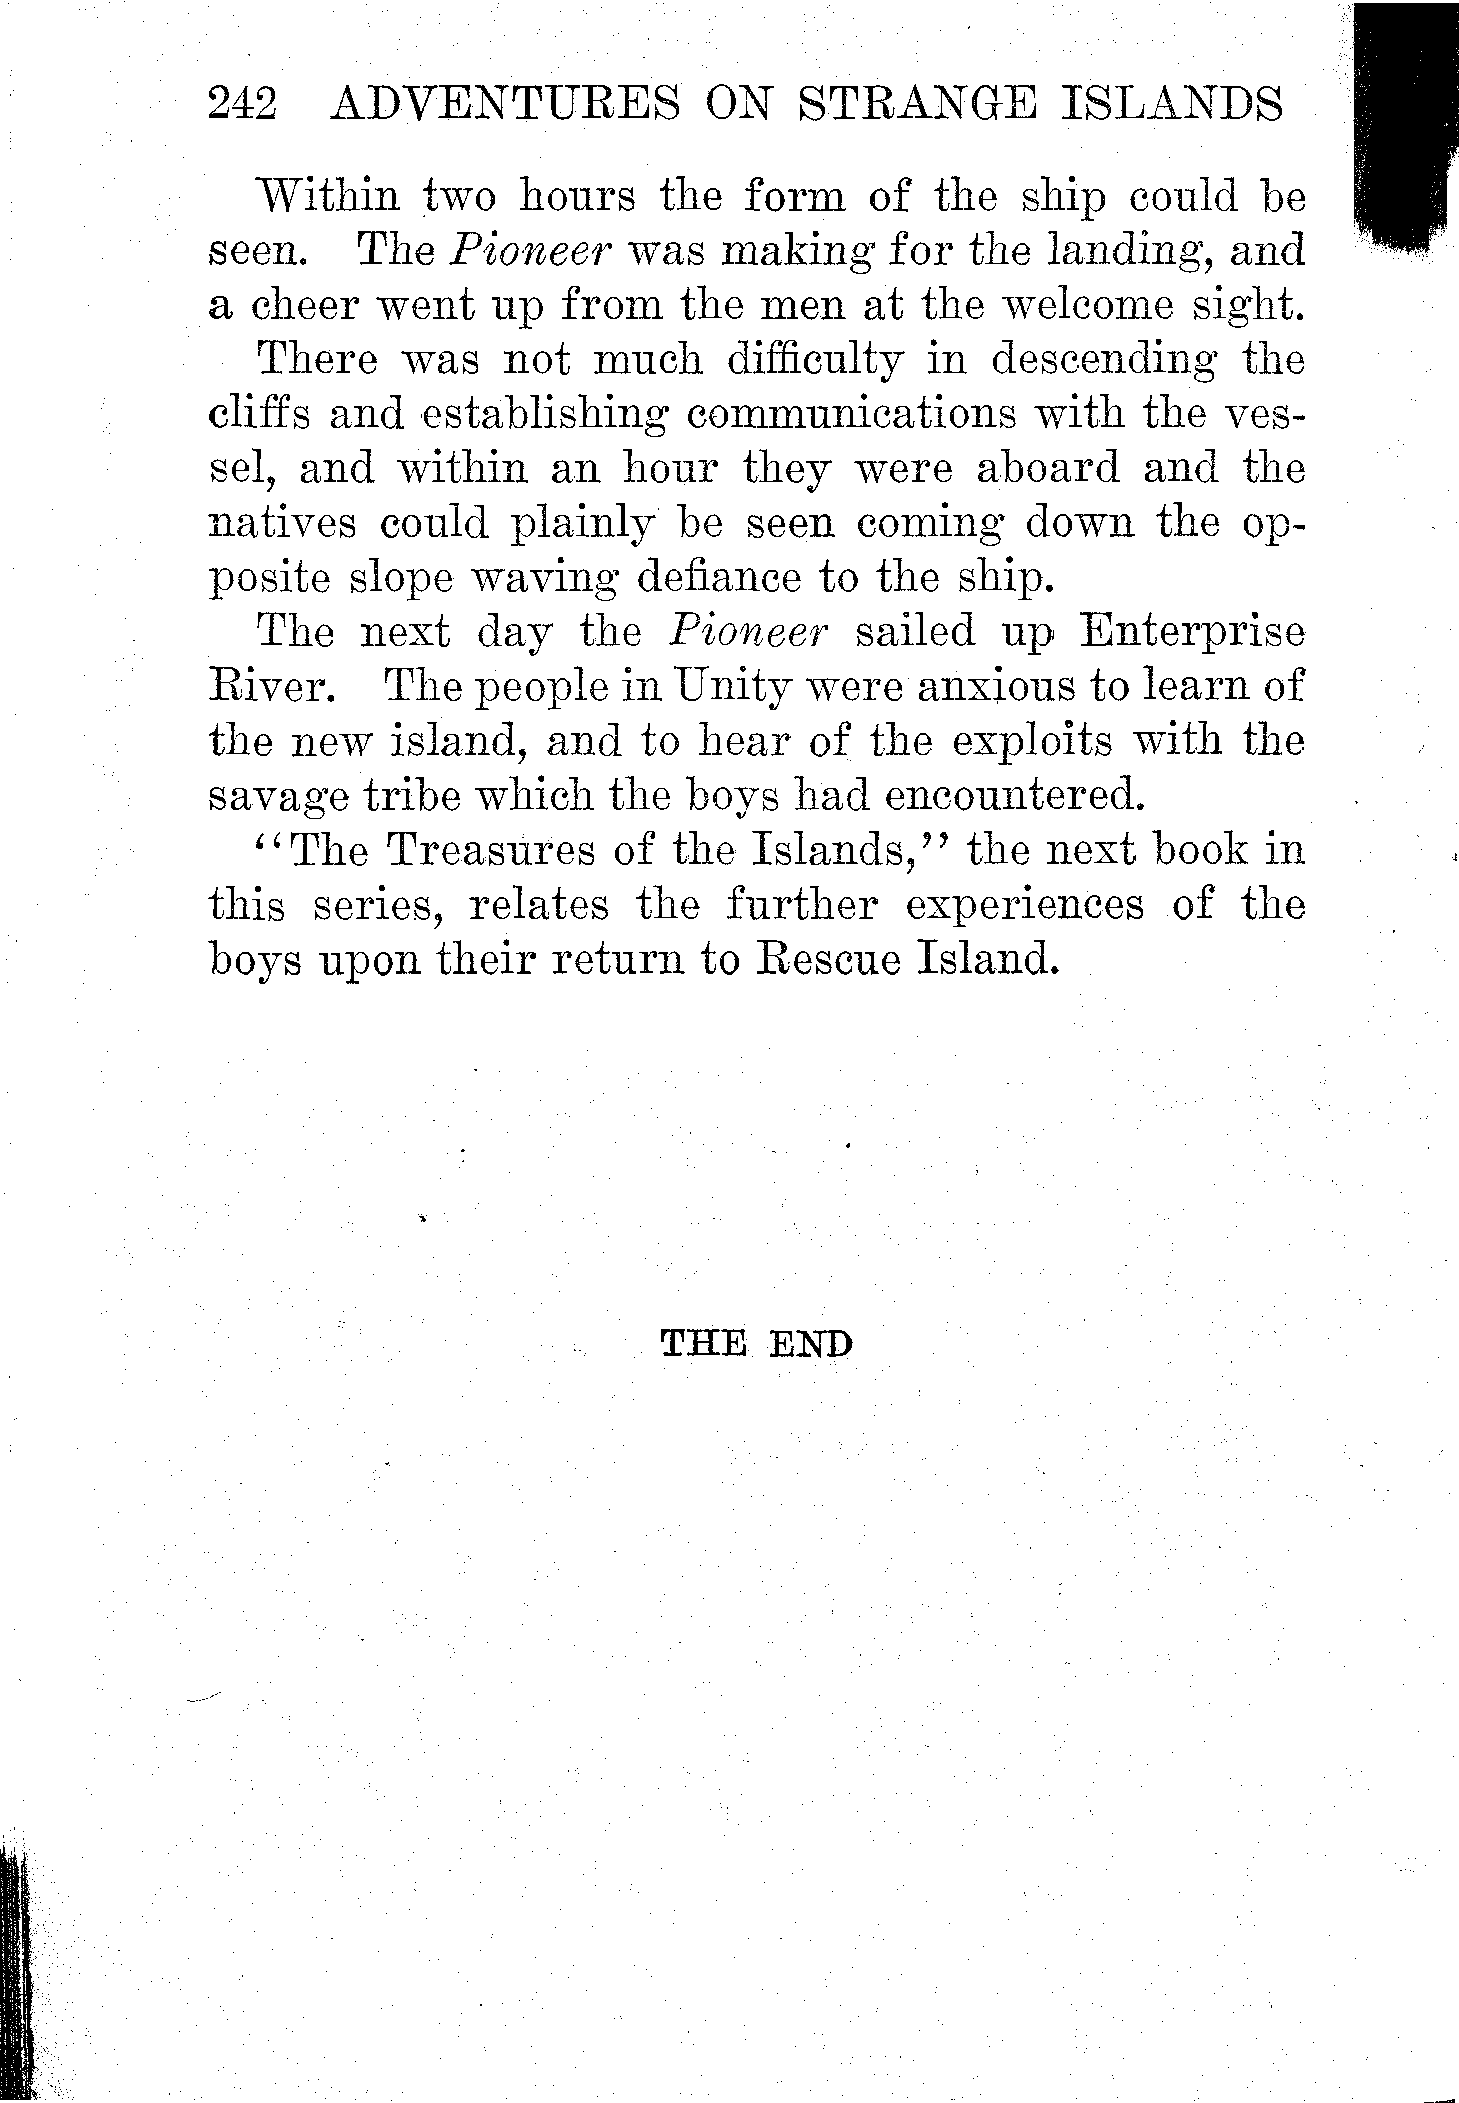 242 ADVENTURES ON STRANGE ISLANDS
Within two hours the form of the ship could be
seen. The Pioneer was making for the landing, and
a cheer went up from the men at the welcome sight.
There was not much difficulty in descending the
cliffs and establishing communications with the ves-
sel, and within an hour they were aboard and the
natives could plainly be seen coming down the op-
posite slope waving defiance to the ship.
The next day the Pioneer sailed up Enterprise
River. The people in Unity were anxious to learn of
the new island, and to hear of the exploits with the
savage tribe which the boys had encountered.
“The Treasures of the Islands,” the next book in
this series, relates the further experiences of the
boys upon their return to Rescue Island.
THE END